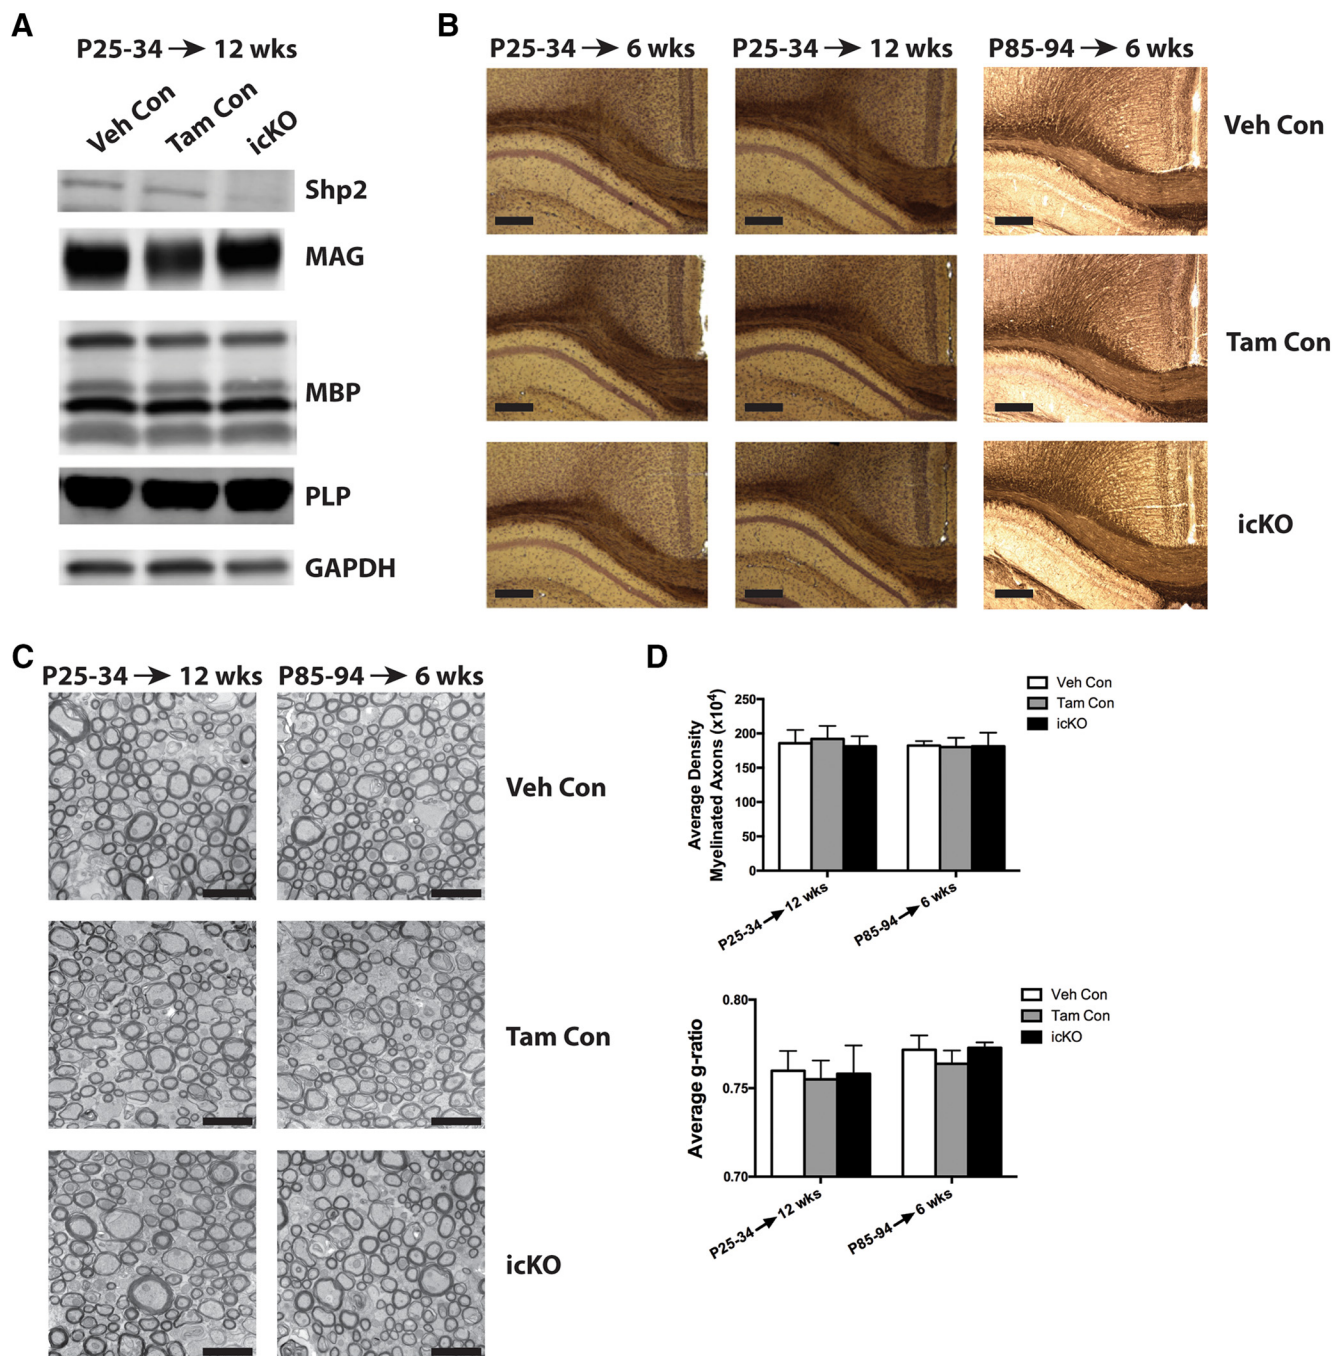 A
P25-34 → 12 wks
Veh Con
Tam Con
icKO
Shp2
MAG
MBP
PLP
GAPDH
B
P25-34 → 6 wks
P25-34 → 12 wks
P85-94 → 6 wks
Veh Con
Tam Con
icKO
C
P25-34 → 12 wks
P85-94 → 6 wks
Veh Con
Tam Con
icKO
D
Average Density
Myelinated Axons (x10⁴)
250
200
150
100
50
0
P25-34 → 12 wks
P85-94 → 6 wks
Veh Con
Tam Con
icKO
Average g-ratio
0.80
0.75
0.70
P25-34 → 12 wks
P85-94 → 6 wks
Veh Con
Tam Con
icKO